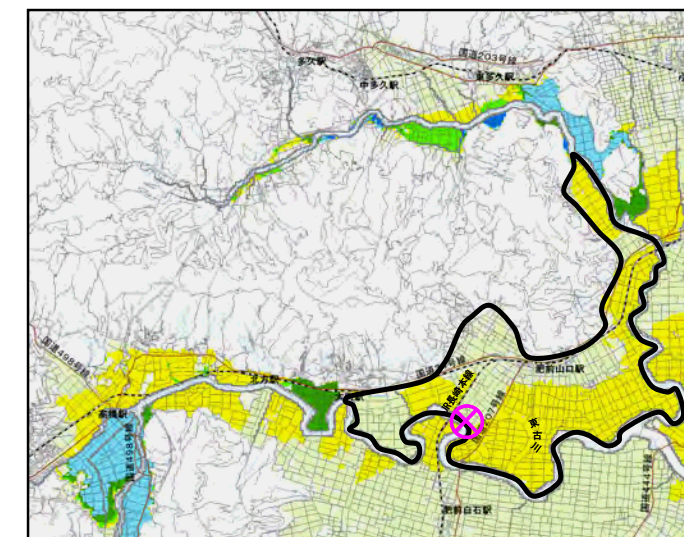 国道203号線
多久駅
中多久駅
東多久駅
国道498号線
北方駅
高橋駅
国道498号線
肥前山口駅
JR長崎本線
国道207号線
東古川
肥前白石駅
国道444号線